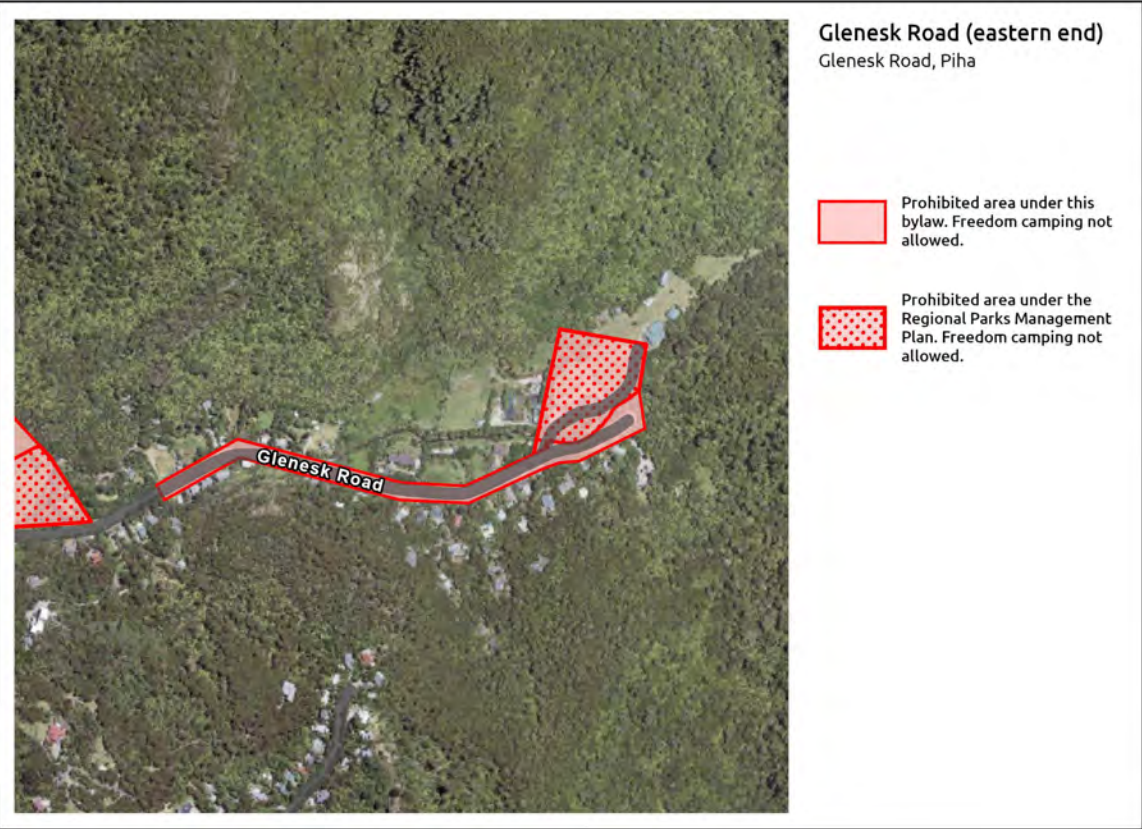 Glenesk Road (eastern end)
Glenesk Road, Piha
Prohibited area under this
bylaw. Freedom camping not
allowed.
Prohibited area under the
Regional Parks Management
Plan. Freedom camping not
allowed.
Glenesk Road